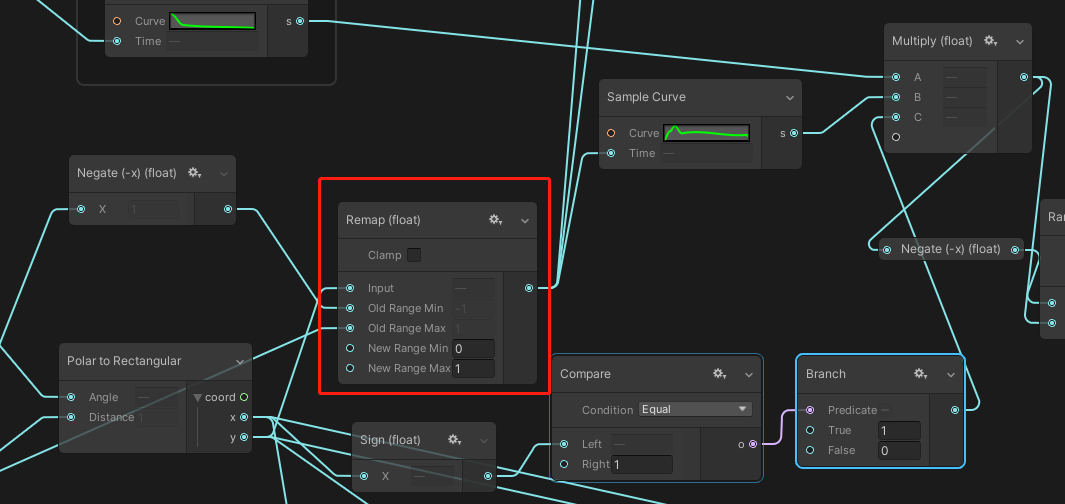 Curve
s
Time —
Multiply (float)
A —
B —
C —
Sample Curve
Curve
s
Time —
Negate (-x) (float)
X 1
Remap (float)
Clamp
Input —
Old Range Min -1
Old Range Max 1
New Range Min 0
New Range Max 1
Negate (-x) (float)
Ra
Polar to Rectangular
Angle —
Distance 1
coord
x
y
Sign (float)
X —
Compare
Condition Equal
Left —
Right 1
o
Branch
Predicate —
True 1
False 0